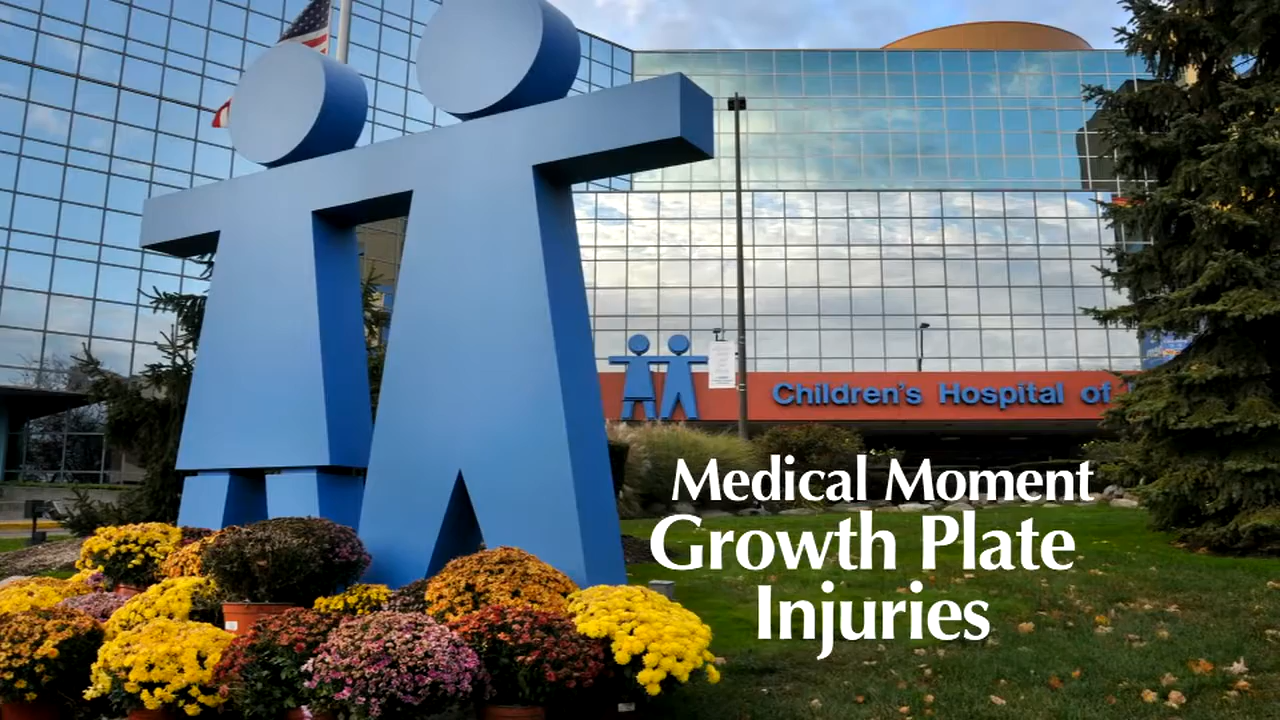 Children's Hospital of
Medical Moment
Growth Plate
Injuries